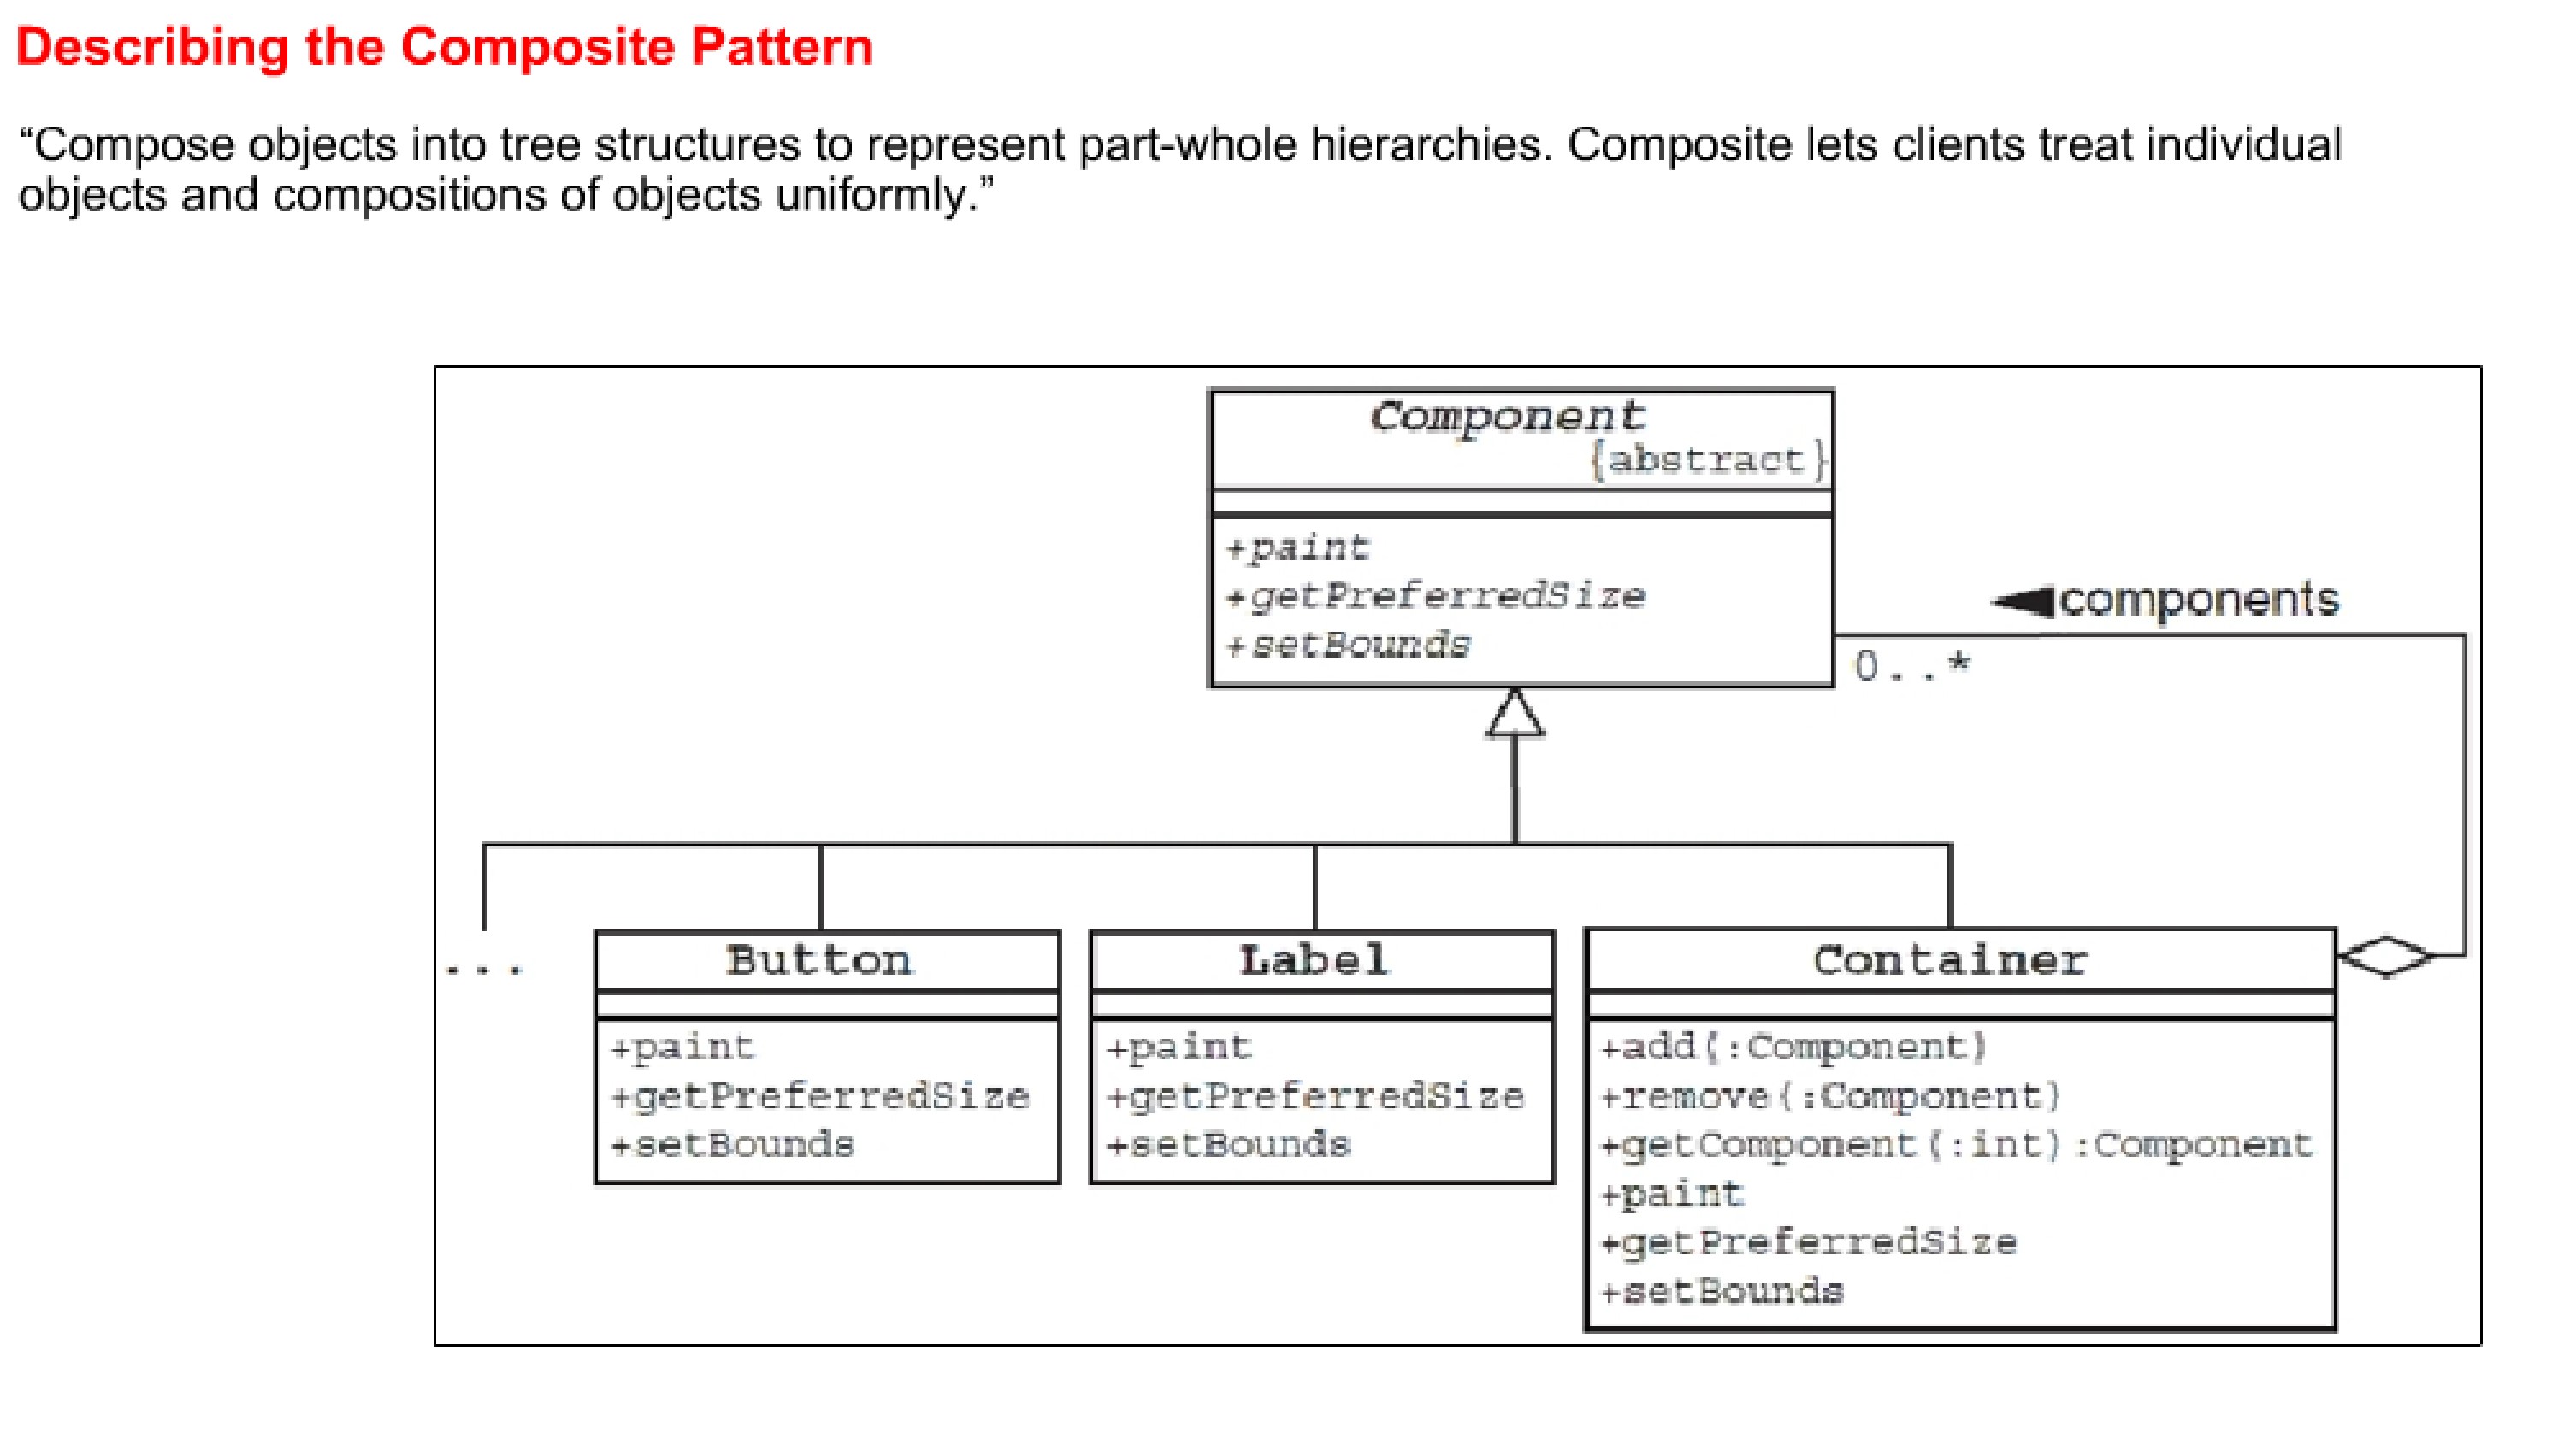 Describing the Composite Pattern
“Compose objects into tree structures to represent part-whole hierarchies. Composite lets clients treat individual
objects and compositions of objects uniformly.”
Component
{abstract}
+paint
+getPreferredSize
+setBounds
components
0..*
...
Button
+paint
+getPreferredSize
+setBounds
Label
+paint
+getPreferredSize
+setBounds
Container
+add(:Component)
+remove(:Component)
+getComponent(:int):Component
+paint
+getPreferredSize
+setBounds